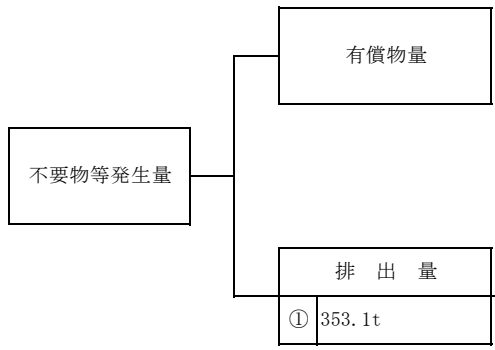 有償物量
不要物等発生量
排 出 量
① 353.1t